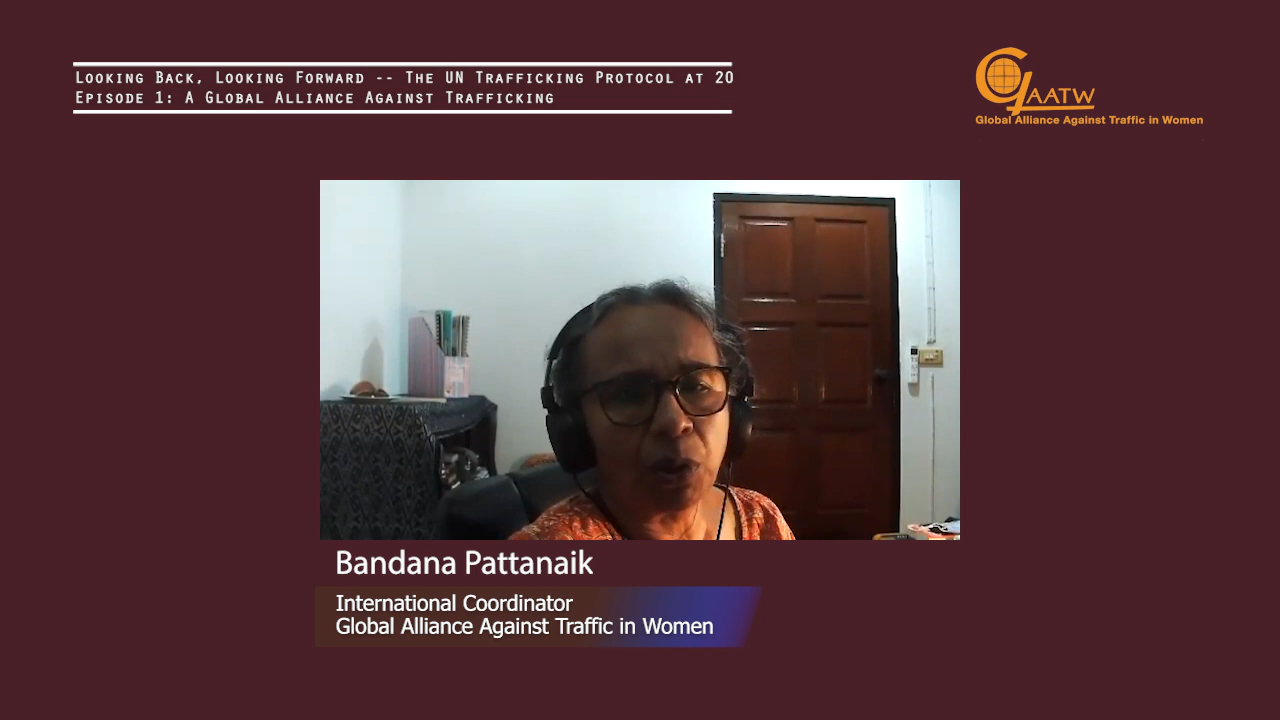 Looking Back, Looking Forward -- The UN Trafficking Protocol at 20
Episode 1: A Global Alliance Against Trafficking
GAATW
Global Alliance Against Traffic in Women
Bandana Pattanaik
International Coordinator
Global Alliance Against Traffic in Women